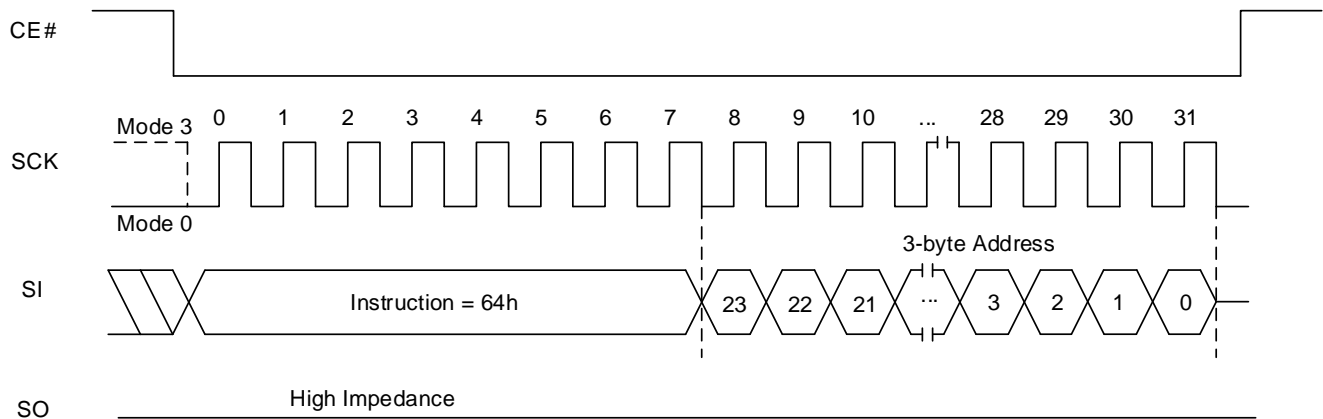 CE#
0 1 2 3 4 5 6 7 8 9 10 ... 28 29 30 31
Mode 3
SCK
Mode 0
3-byte Address
SI
Instruction = 64h 23 22 21 ... 3 2 1 0
High Impedance
SO